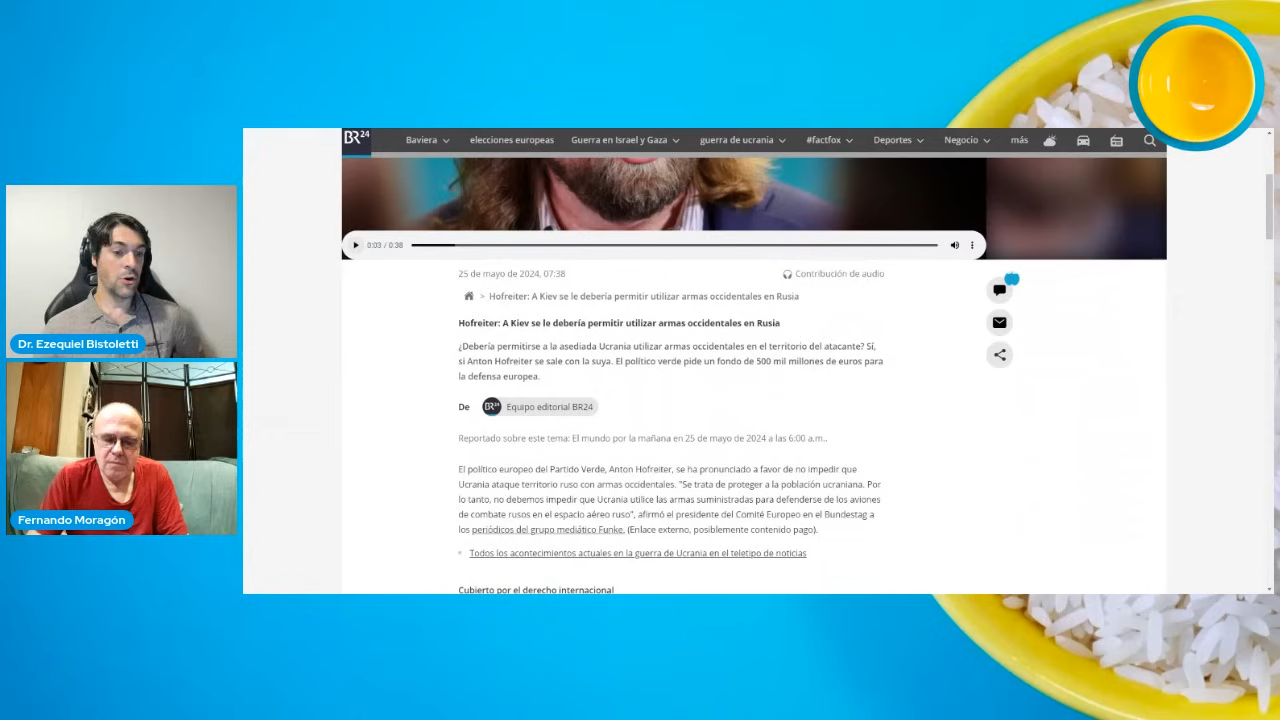 BR24
Baviera
elecciones europeas
Guerra en Israel y Gaza
guerra de ucrania
#factfox
Deportes
Negocio
más
0:03 / 0:38
25 de mayo de 2024, 07:38
Contribución de audio
> Hofreiter: A Kiev se le debería permitir utilizar armas occidentales en Rusia
Hofreiter: A Kiev se le debería permitir utilizar armas occidentales en Rusia
¿Debería permitirse a la asediada Ucrania utilizar armas occidentales en el territorio del atacante? Sí,
si Anton Hofreiter se sale con la suya. El político verde pide un fondo de 500 mil millones de euros para
la defensa europea.
De
BR24
Equipo editorial BR24
Reportado sobre este tema: El mundo por la mañana en 25 de mayo de 2024 a las 6:00 a.m..
El político europeo del Partido Verde, Anton Hofreiter, se ha pronunciado a favor de no impedir que
Ucrania ataque territorio ruso con armas occidentales. "Se trata de proteger a la población ucraniana. Por
lo tanto, no debemos impedir que Ucrania utilice las armas suministradas para defenderse de los aviones
de combate rusos en el espacio aéreo ruso", afirmó el presidente del Comité Europeo en el Bundestag a
los periódicos del grupo mediático Funke. (Enlace externo, posiblemente contenido pago).
Todos los acontecimientos actuales en la guerra de Ucrania en el teletipo de noticias
Cubierto por el derecho internacional
Dr. Ezequiel Bistoletti
Fernando Moragón